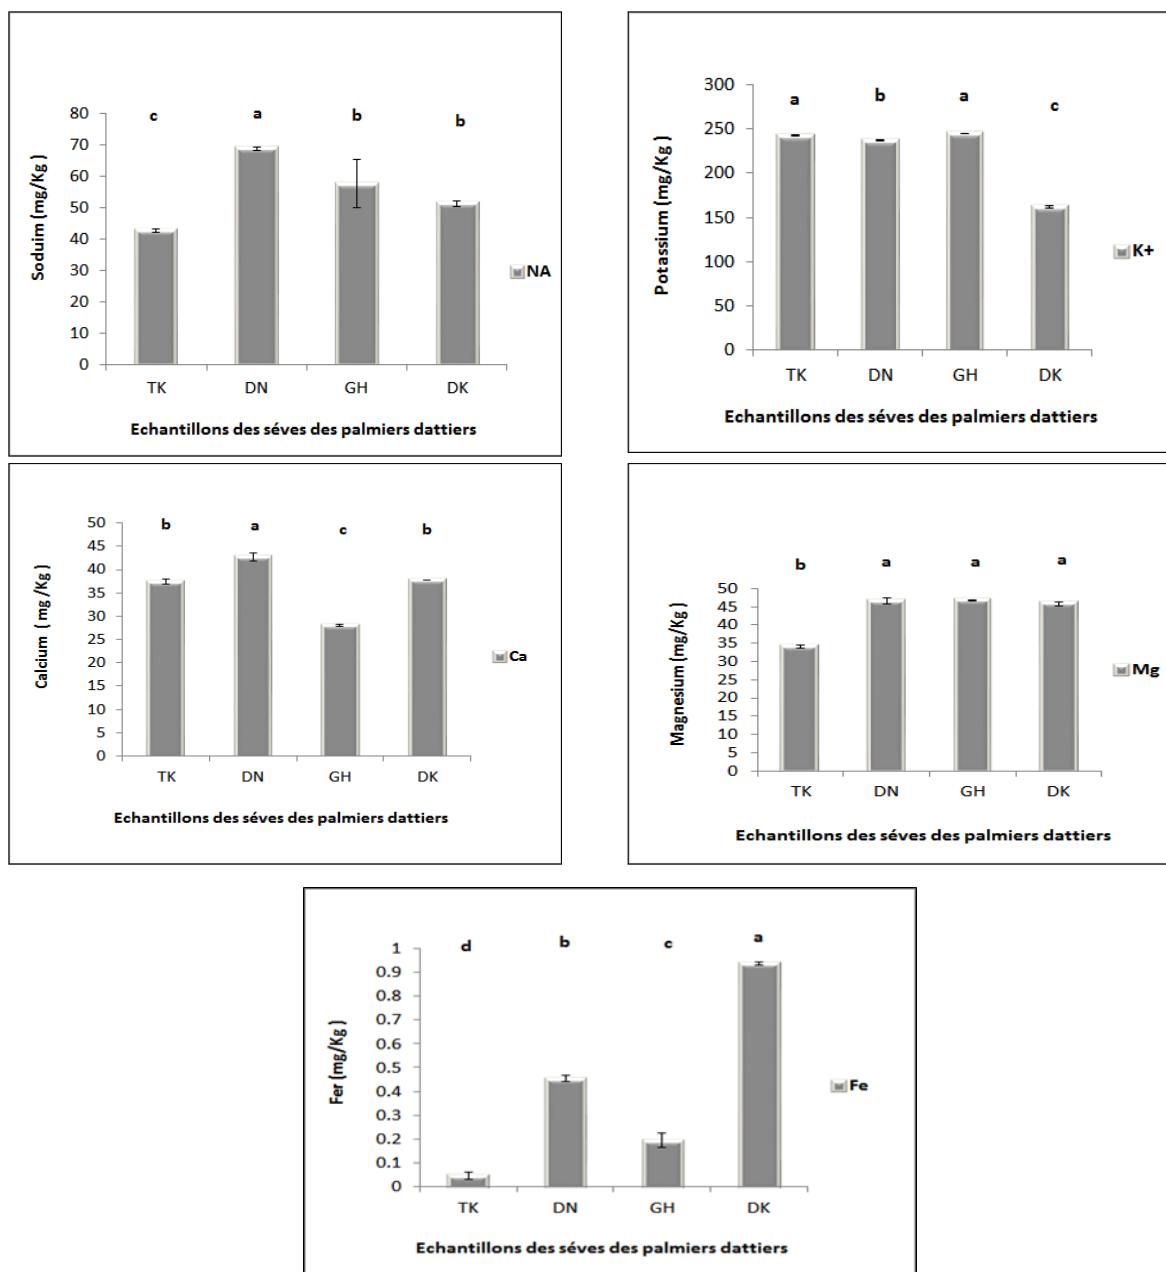 80
70
60
50
40
30
20
10
0
Soduim (mg/Kg )
c a b b
TK DN GH DK
Echantillons des séves des palmiers dattiers
NA
300
250
200
150
100
50
0
Potassium (mg/Kg )
a b a c
TK DN GH DK
Echantillons des séves des palmiers dattiers
K+
50
45
40
35
30
25
20
15
10
5
0
Calcium ( mg /Kg )
b a c b
TK DN GH DK
Echantillons des séves des palmiers dattiers
Ca
50
45
40
35
30
25
20
15
10
5
0
Magnesium (mg/Kg )
b a a a
TK DN GH DK
Echantillons des séves des palmiers dattiers
Mg
1
0.9
0.8
0.7
0.6
0.5
0.4
0.3
0.2
0.1
0
Fer (mg/Kg )
d b c a
TK DN GH DK
Echantillons des séves des palmiers dattiers
Fe